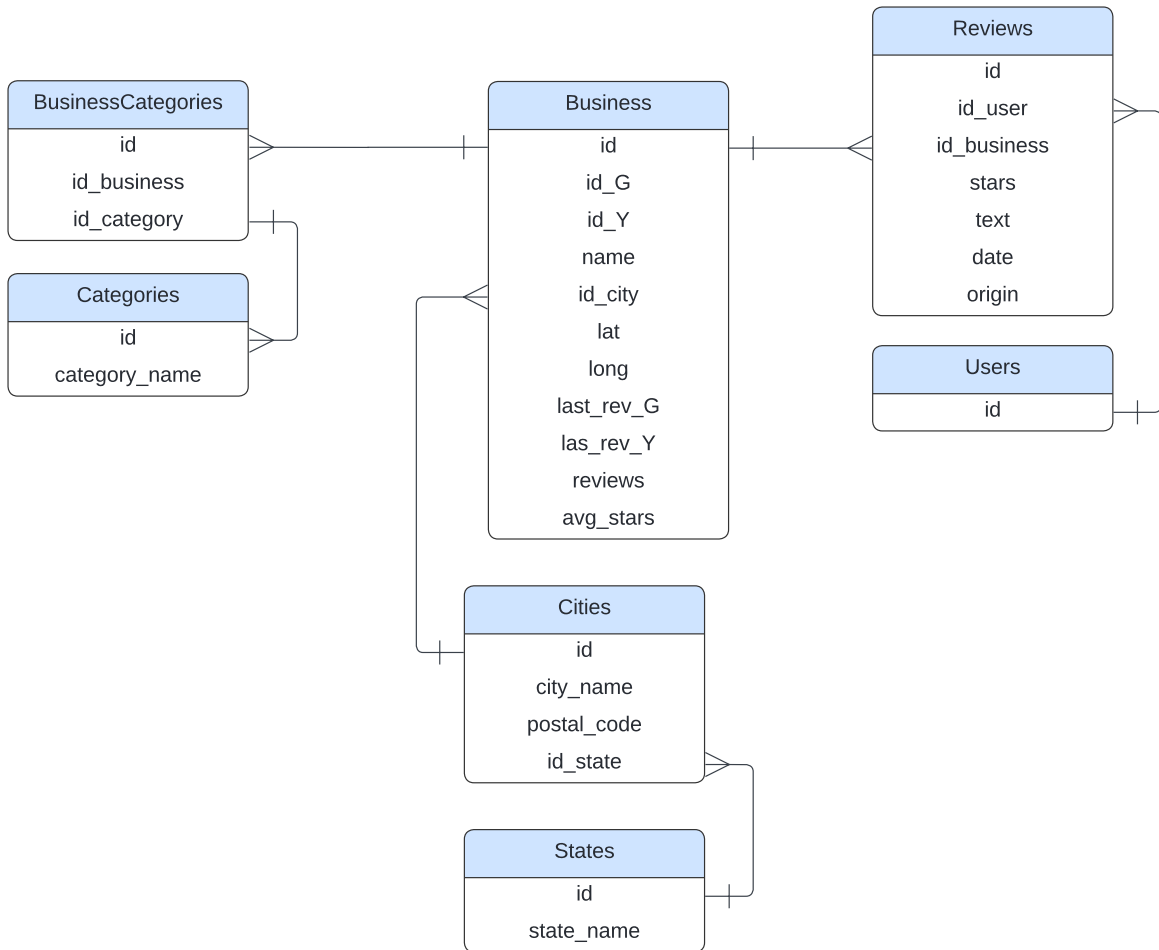 BusinessCategories
id
id_business
id_category
Categories
id
category_name
Business
id
id_G
id_Y
name
id_city
lat
long
last_rev_G
las_rev_Y
reviews
avg_stars
Reviews
id
id_user
id_business
stars
text
date
origin
Users
id
Cities
id
city_name
postal_code
id_state
States
id
state_name